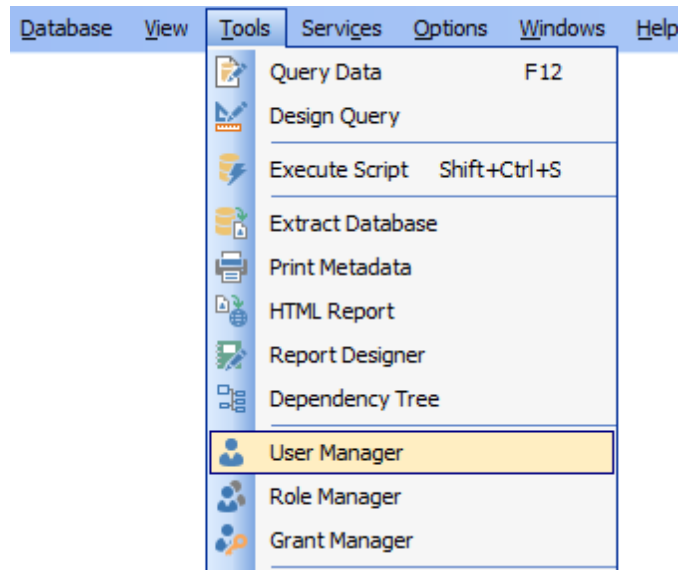 Database View Tools Services Options Windows Help
Query Data F12
Design Query
Execute Script Shift+Ctrl+S
Extract Database
Print Metadata
HTML Report
Report Designer
Dependency Tree
User Manager
Role Manager
Grant Manager